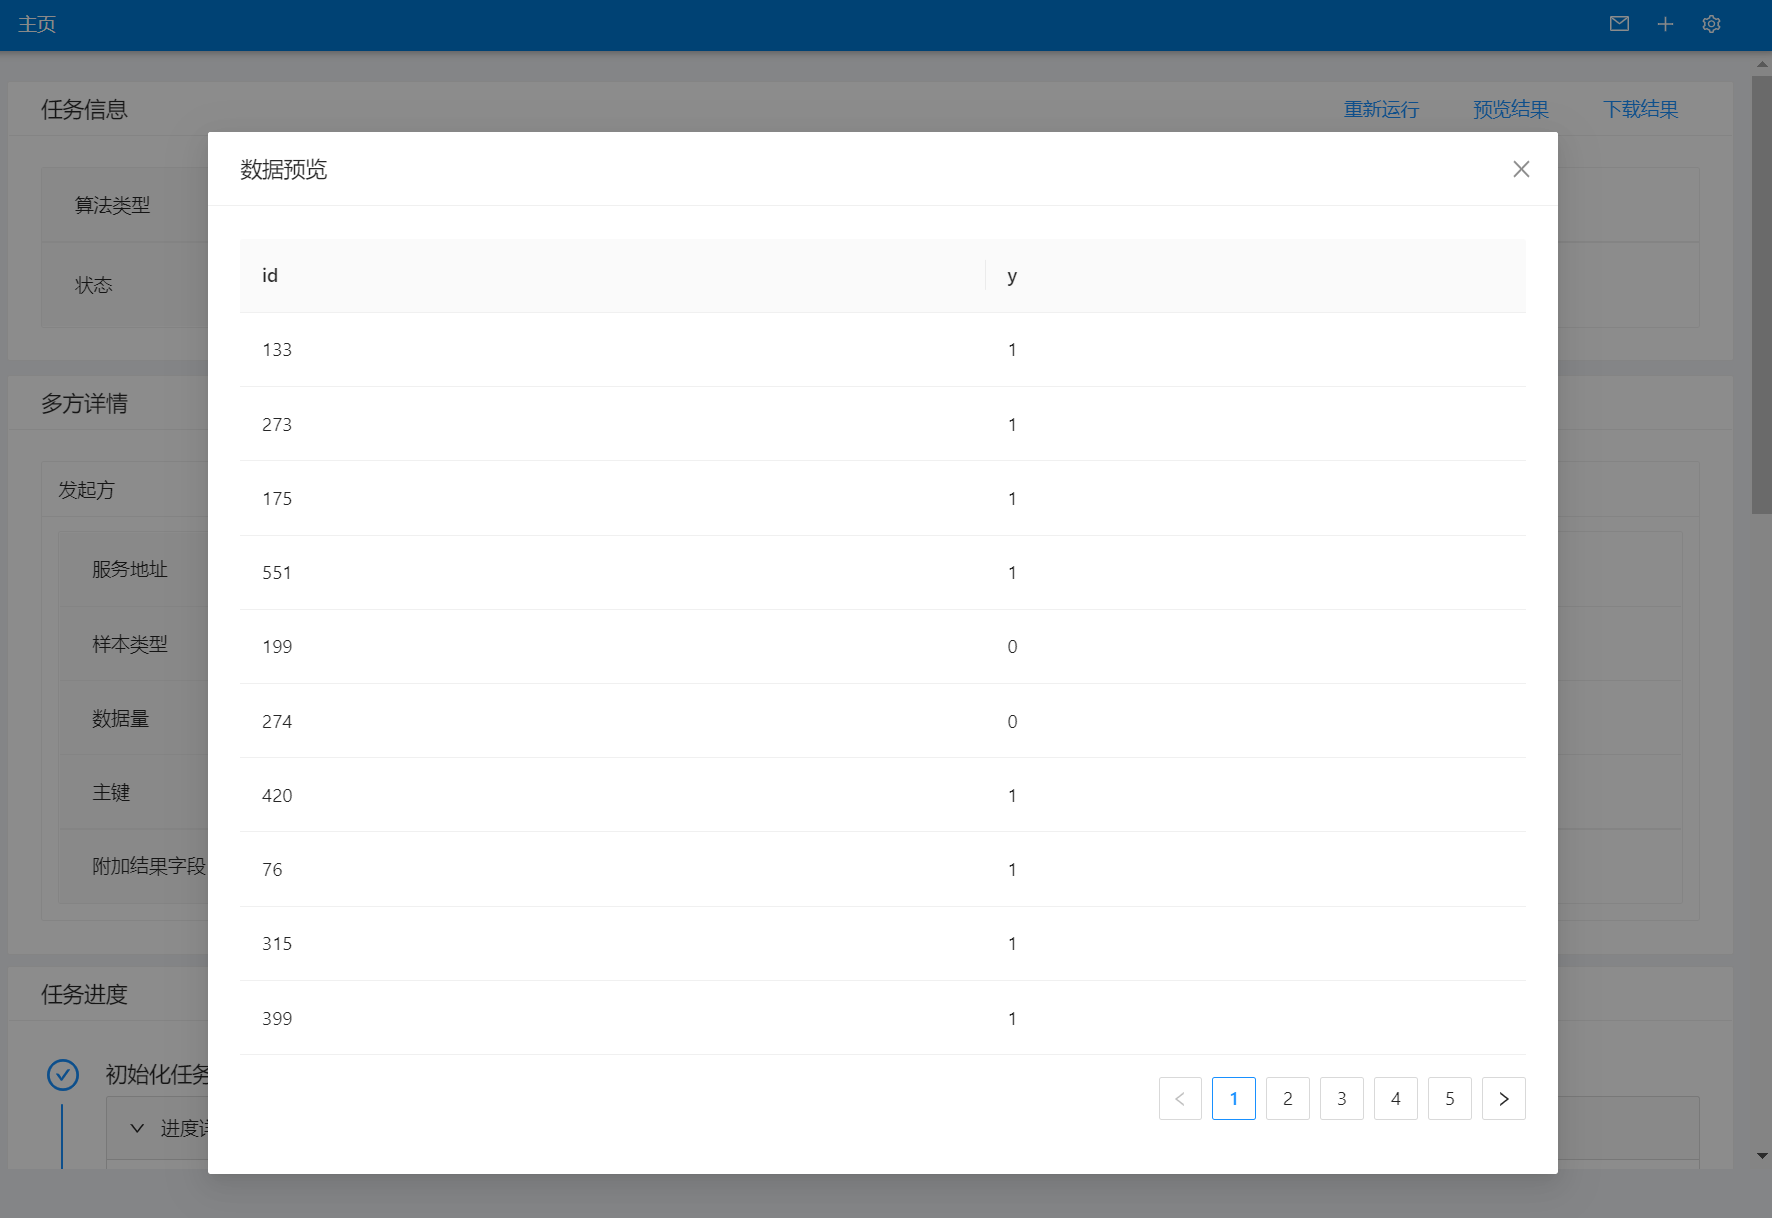 主页
任务信息 重新运行 预览结果 下载结果
数据预览
算法类型
状态
id y
133 1
273 1
175 1
551 1
199 0
274 0
420 1
76 1
315 1
399 1
1 2 3 4 5
多方详情
发起方
服务地址
样本类型
数据量
主键
附加结果字段
任务进度
初始化任务
进度